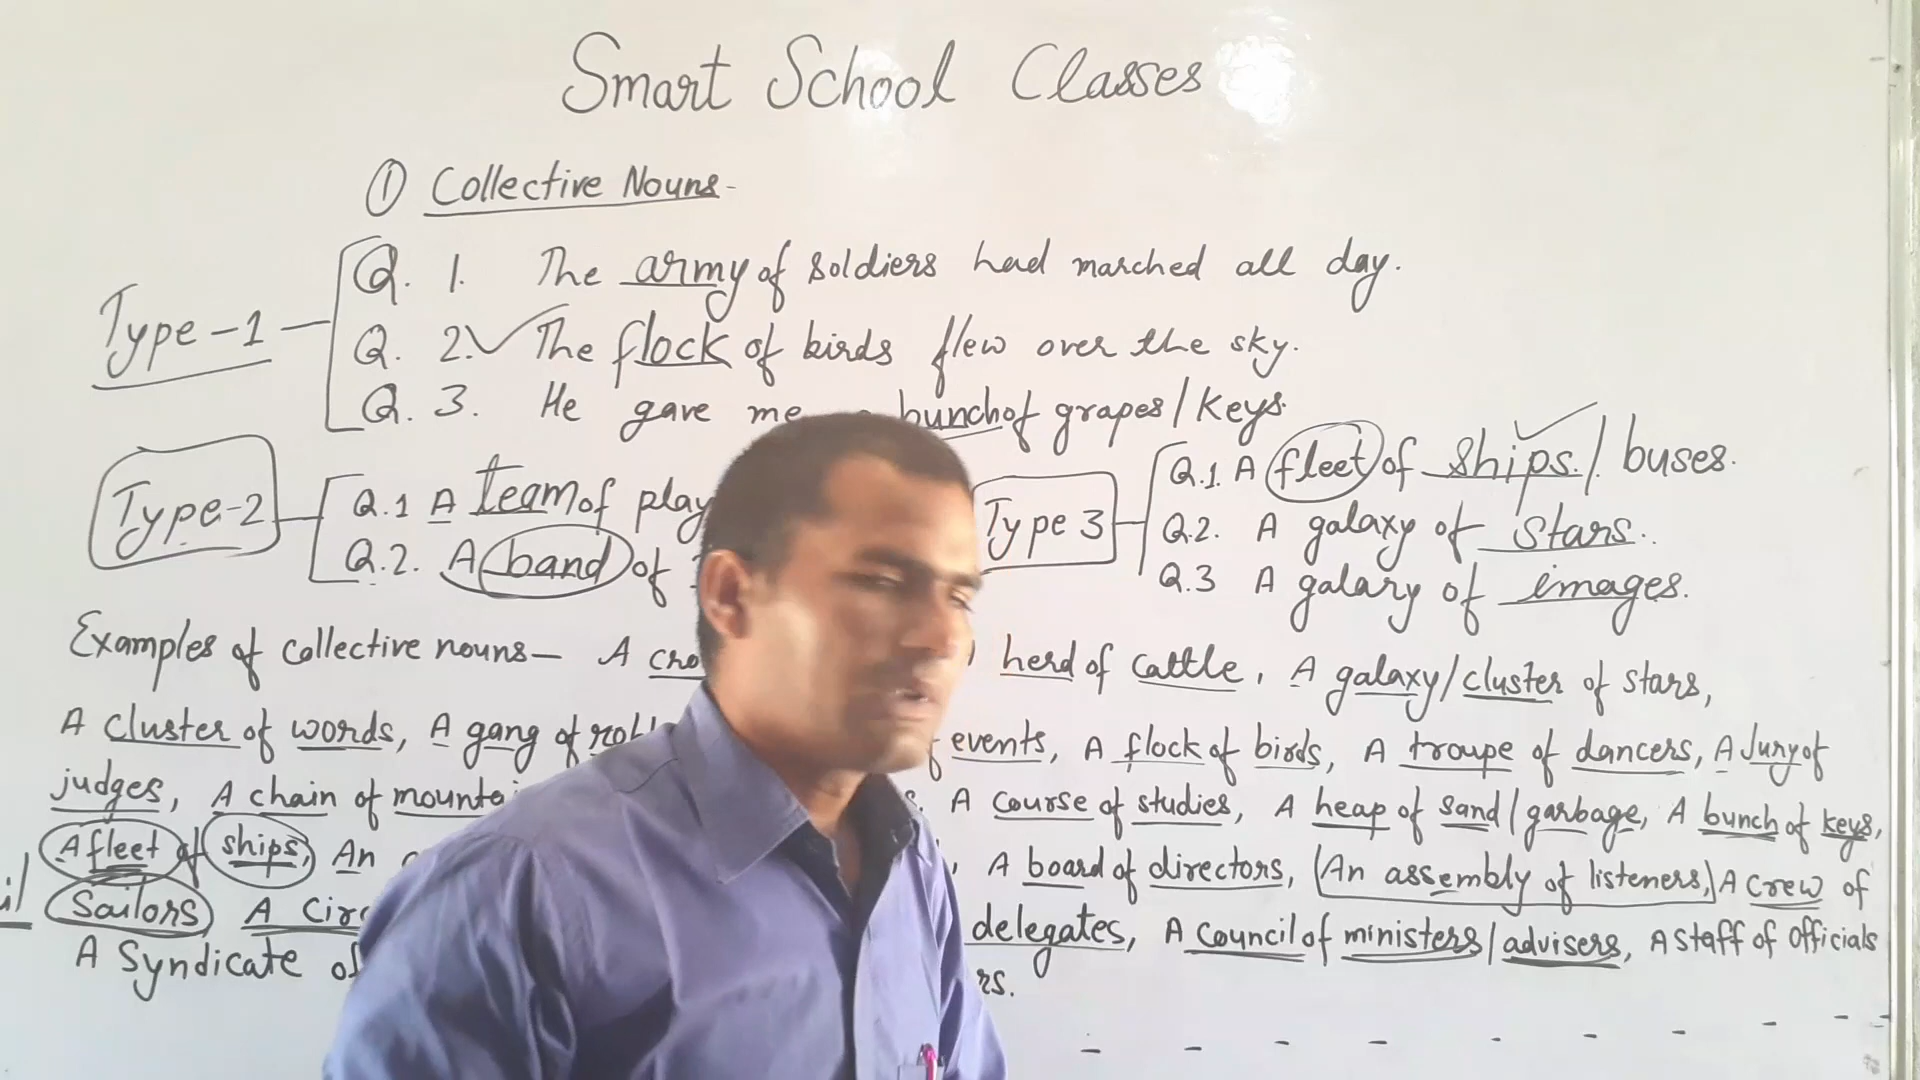 Smart School Classes
① Collective Nouns-
Type-1
Q. 1. The army of soldiers had marched all day.
Q. 2. The flock of birds flew over the sky.
Q. 3. He gave me bunch of grapes/Keys.
Type-2
Q.1 A team of play
Q.2. A band of
Type 3
Q.1. A fleet of ships./buses.
Q.2. A galaxy of stars..
Q.3 A galary of images.
Examples of collective nouns— A cro herd of cattle, A galaxy/cluster of stars,
A cluster of words, A gang of events, A flock of birds, A troupe of dancers, A Jury of
judges, A chain of mounta A course of studies, A heap of sand/garbage, A bunch of keys,
A fleet of ships, An A board of directors, (An assembly of listeners,) A crew of
Sailors A Circ delegates, A council of ministers/advisers, A staff of officials
A Syndicate of rs.